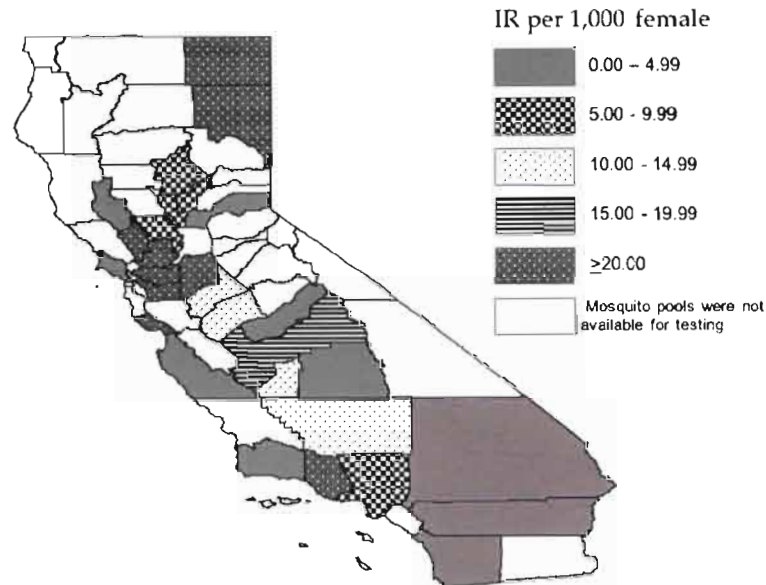 IR per 1,000 female
0.00 - 4.99
5.00 - 9.99
10.00 - 14.99
15.00 - 19.99
≥20.00
Mosquito pools were not
available for testing